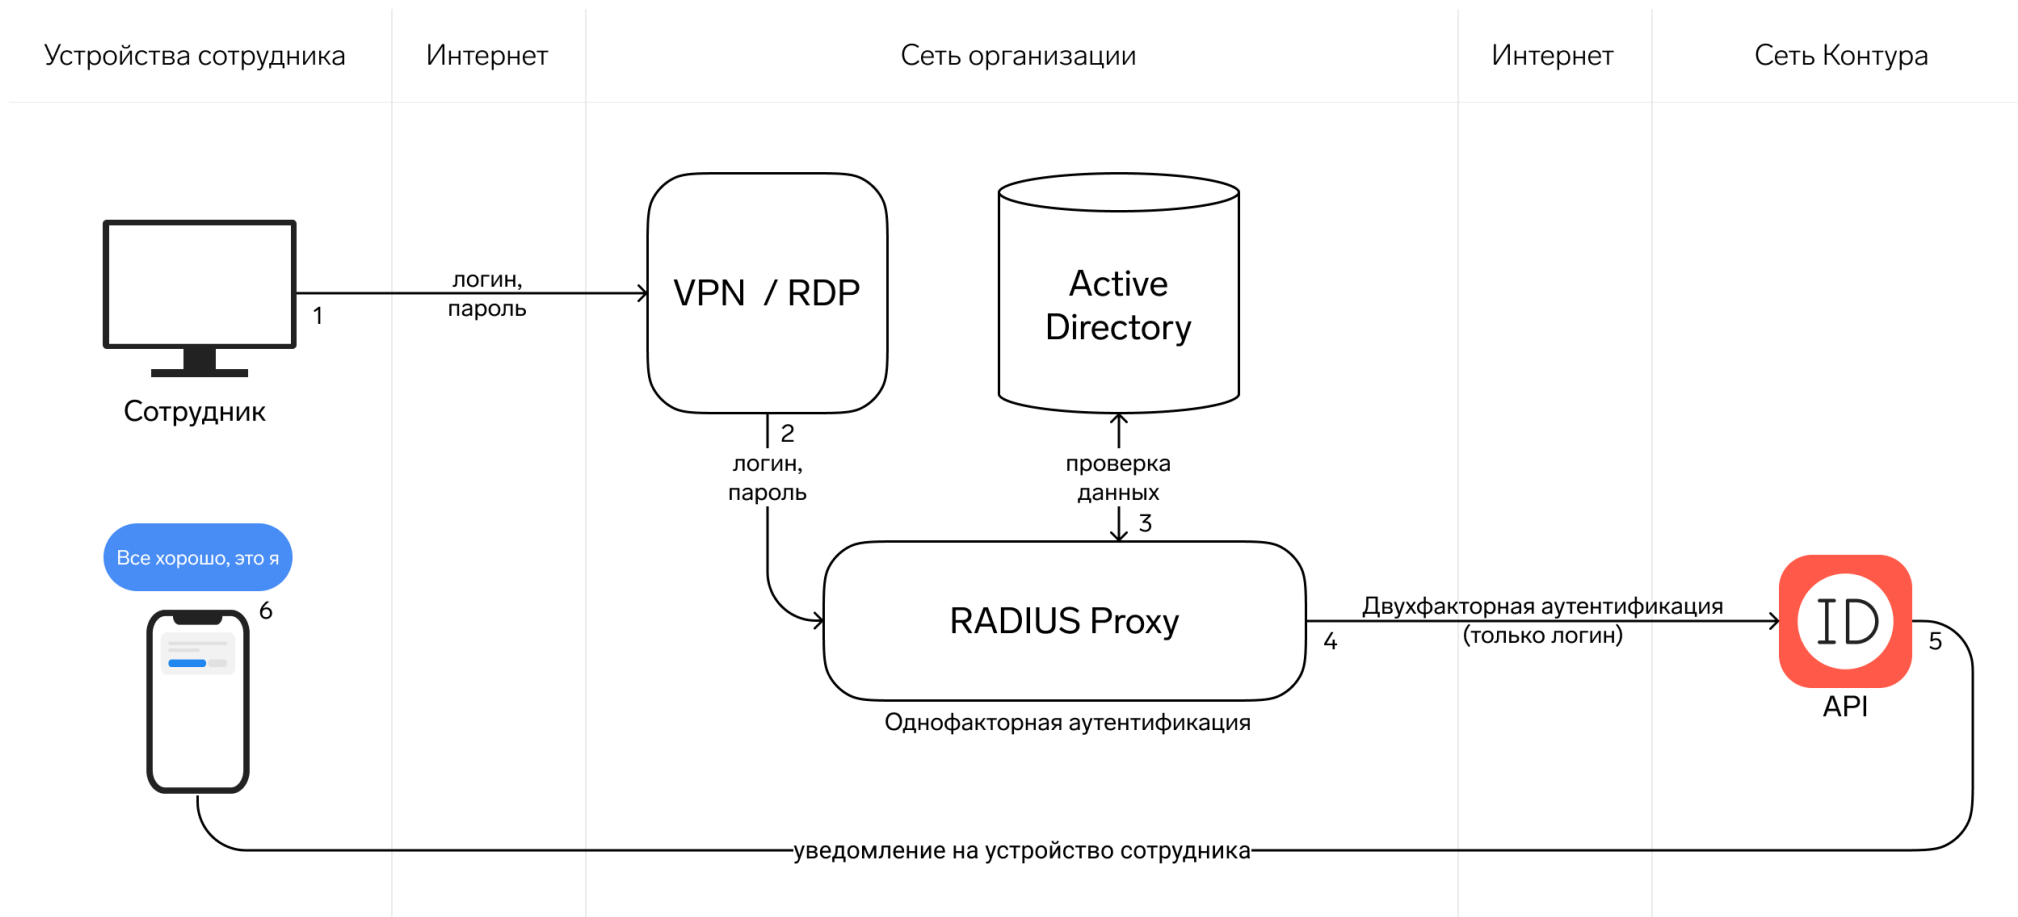 Устройства сотрудника
Интернет
Сеть организации
Интернет
Сеть Контура
логин,
пароль
1
VPN / RDP
Active
Directory
Сотрудник
2
логин,
пароль
проверка
данных
3
Все хорошо, это я
6
RADIUS Proxy
Однофакторная аутентификация
4
Двухфакторная аутентификация
(только логин)
ID
API
5
уведомление на устройство сотрудника